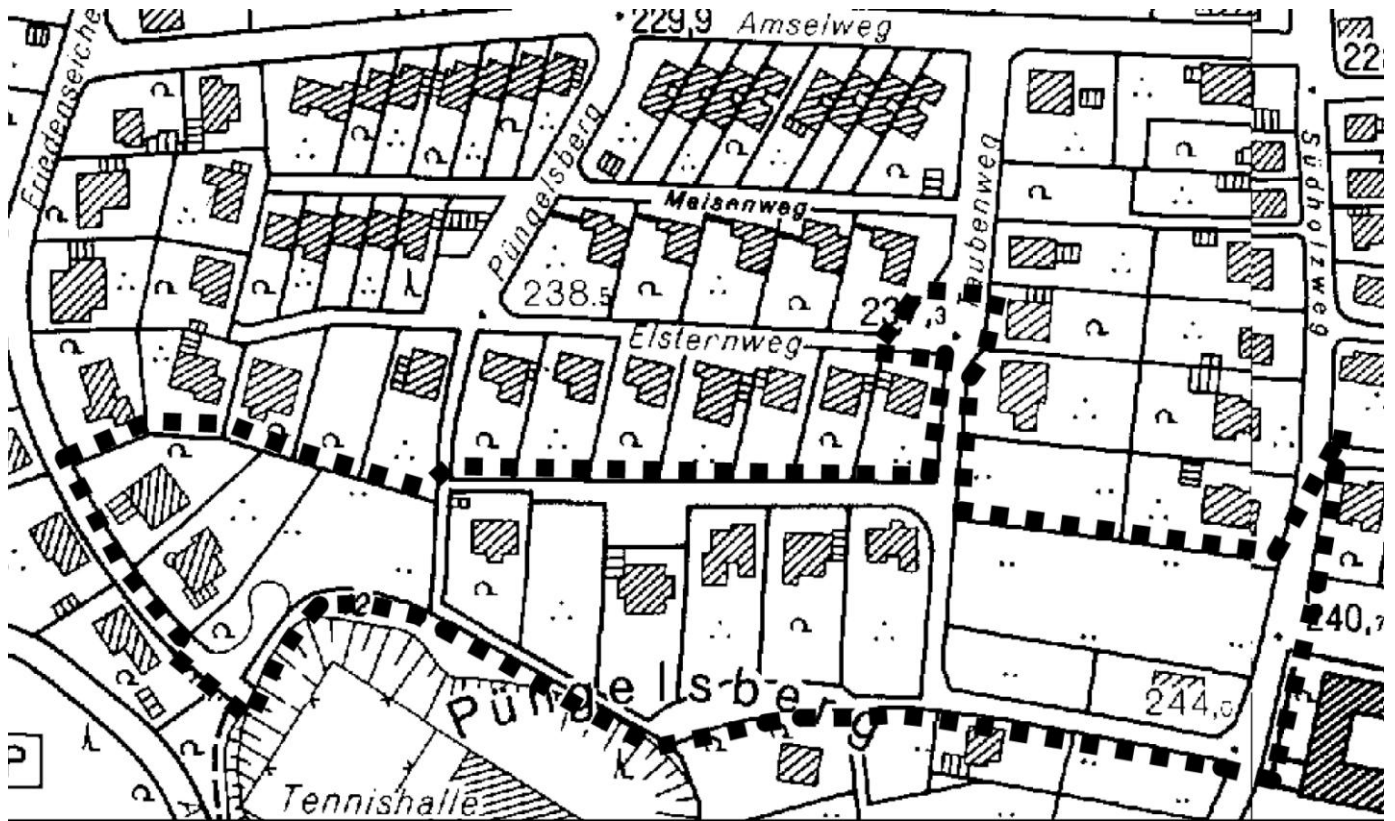 229,9
Amselweg
Friedenseiche
Püngelsberg
Meisenweg
Taubenweg
Südholzweg
238.5
Elsternweg
240,7
Püngelsberg
244,0
Tennishalle